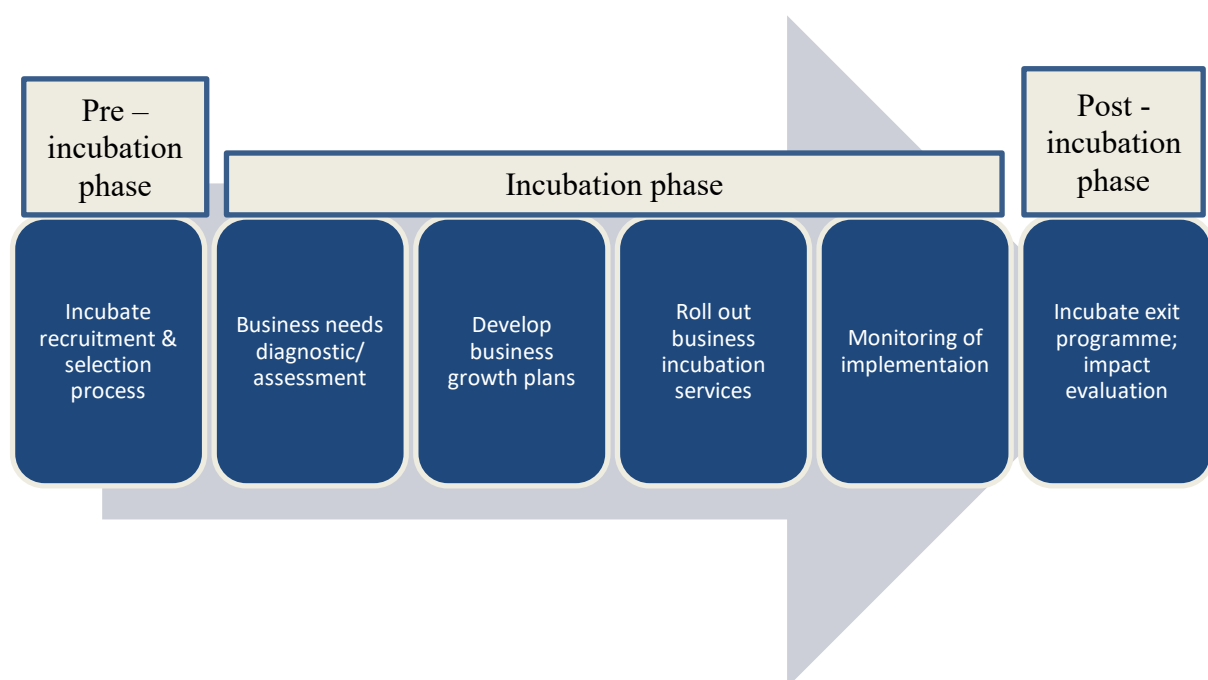 Pre –
incubation
phase
Incubation phase
Post -
incubation
phase
Incubate
recruitment &
selection
process
Business needs
diagnostic/
assessment
Develop
business
growth plans
Roll out
business
incubation
services
Monitoring of
implementaion
Incubate exit
programme;
impact
evaluation